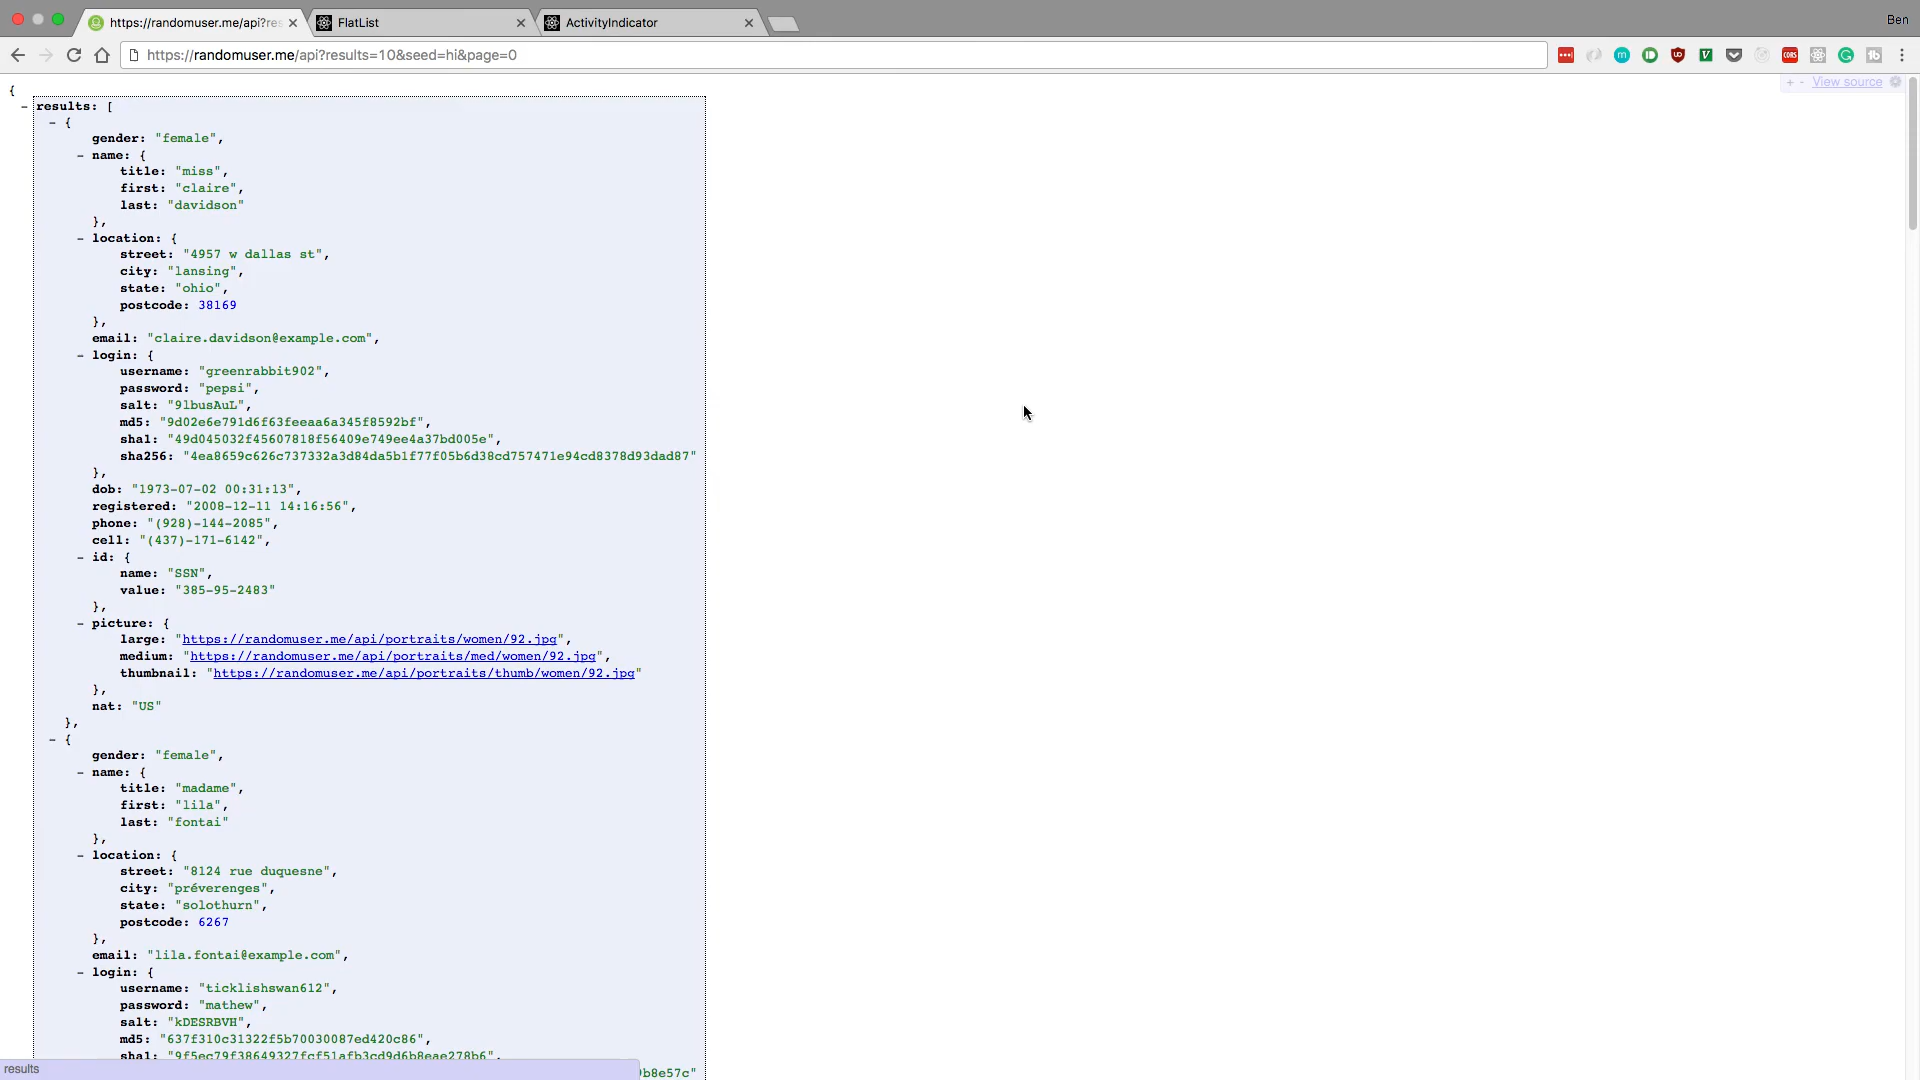 https://randomuser.me/api?res
FlatList
ActivityIndicator
Ben
https://randomuser.me/api?results=10&seed=hi&page=0
+ - View source
{
- results: [
- {
gender: "female",
- name: {
title: "miss",
first: "claire",
last: "davidson"
},
- location: {
street: "4957 w dallas st",
city: "lansing",
state: "ohio",
postcode: 38169
},
email: "claire.davidson@example.com",
- login: {
username: "greenrabbit902",
password: "pepsi",
salt: "9lbusAuL",
md5: "9d02e6e791d6f63feeaa6a345f8592bf",
sha1: "49d045032f45607818f56409e749ee4a37bd005e",
sha256: "4ea8659c626c737332a3d84da5b1f77f05b6d38cd757471e94cd8378d93dad87"
},
dob: "1973-07-02 00:31:13",
registered: "2008-12-11 14:16:56",
phone: "(928)-144-2085",
cell: "(437)-171-6142",
- id: {
name: "SSN",
value: "385-95-2483"
},
- picture: {
large: "https://randomuser.me/api/portraits/women/92.jpg",
medium: "https://randomuser.me/api/portraits/med/women/92.jpg",
thumbnail: "https://randomuser.me/api/portraits/thumb/women/92.jpg"
},
nat: "US"
},
- {
gender: "female",
- name: {
title: "madame",
first: "lila",
last: "fontai"
},
- location: {
street: "8124 rue duquesne",
city: "préverenges",
state: "solothurn",
postcode: 6267
},
email: "lila.fontai@example.com",
- login: {
username: "ticklishswan612",
password: "mathew",
salt: "kDESRBVH",
md5: "637f310c31322f5b70030087ed420c86",
sha1: "9f5ec79f38649327fcf51afb3cd9d6b8eae278b6",
b8e57c"
results